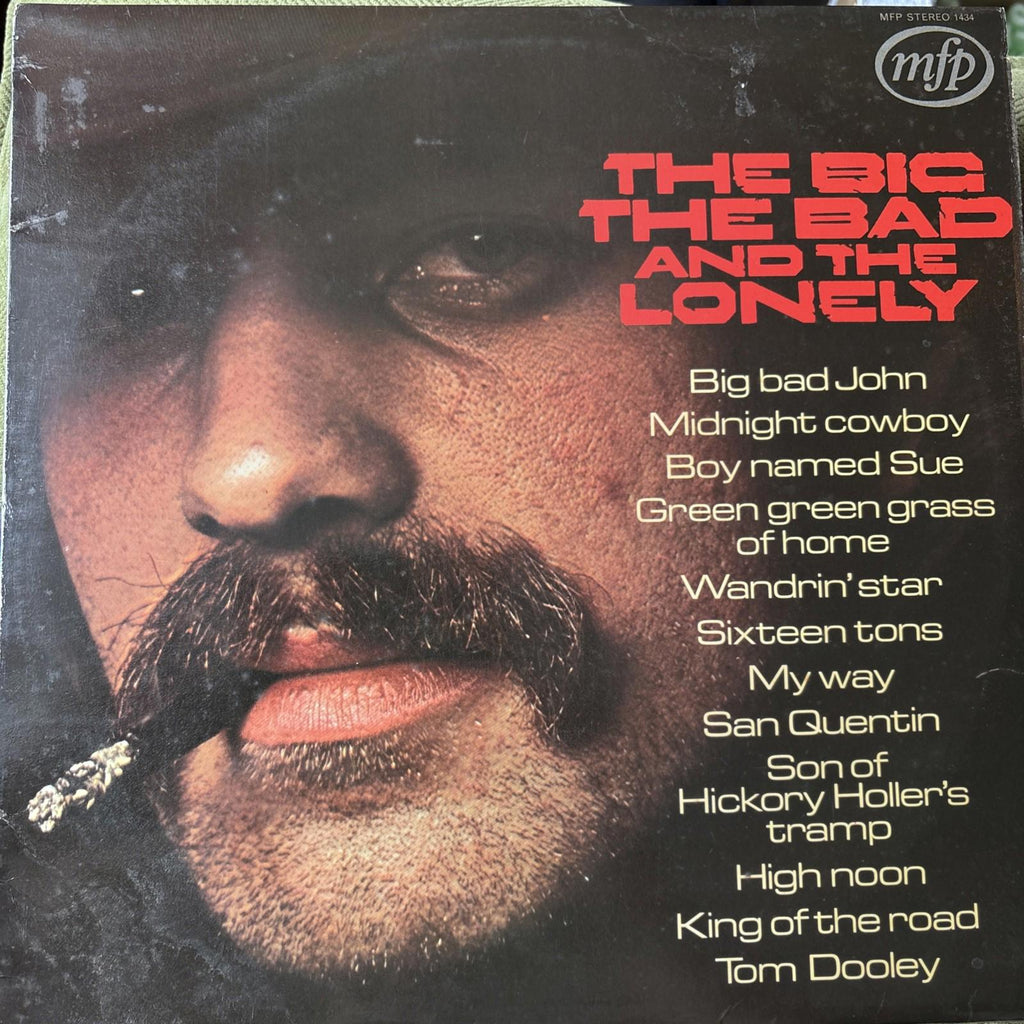 MFP STEREO 1434
mfp
THE BIG
THE BAD
AND THE
LONELY
Big bad John
Midnight cowboy
Boy named Sue
Green green grass
of home
Wandrin' star
Sixteen tons
My way
San Quentin
Son of
Hickory Holler's
tramp
High noon
King of the road
Tom Dooley